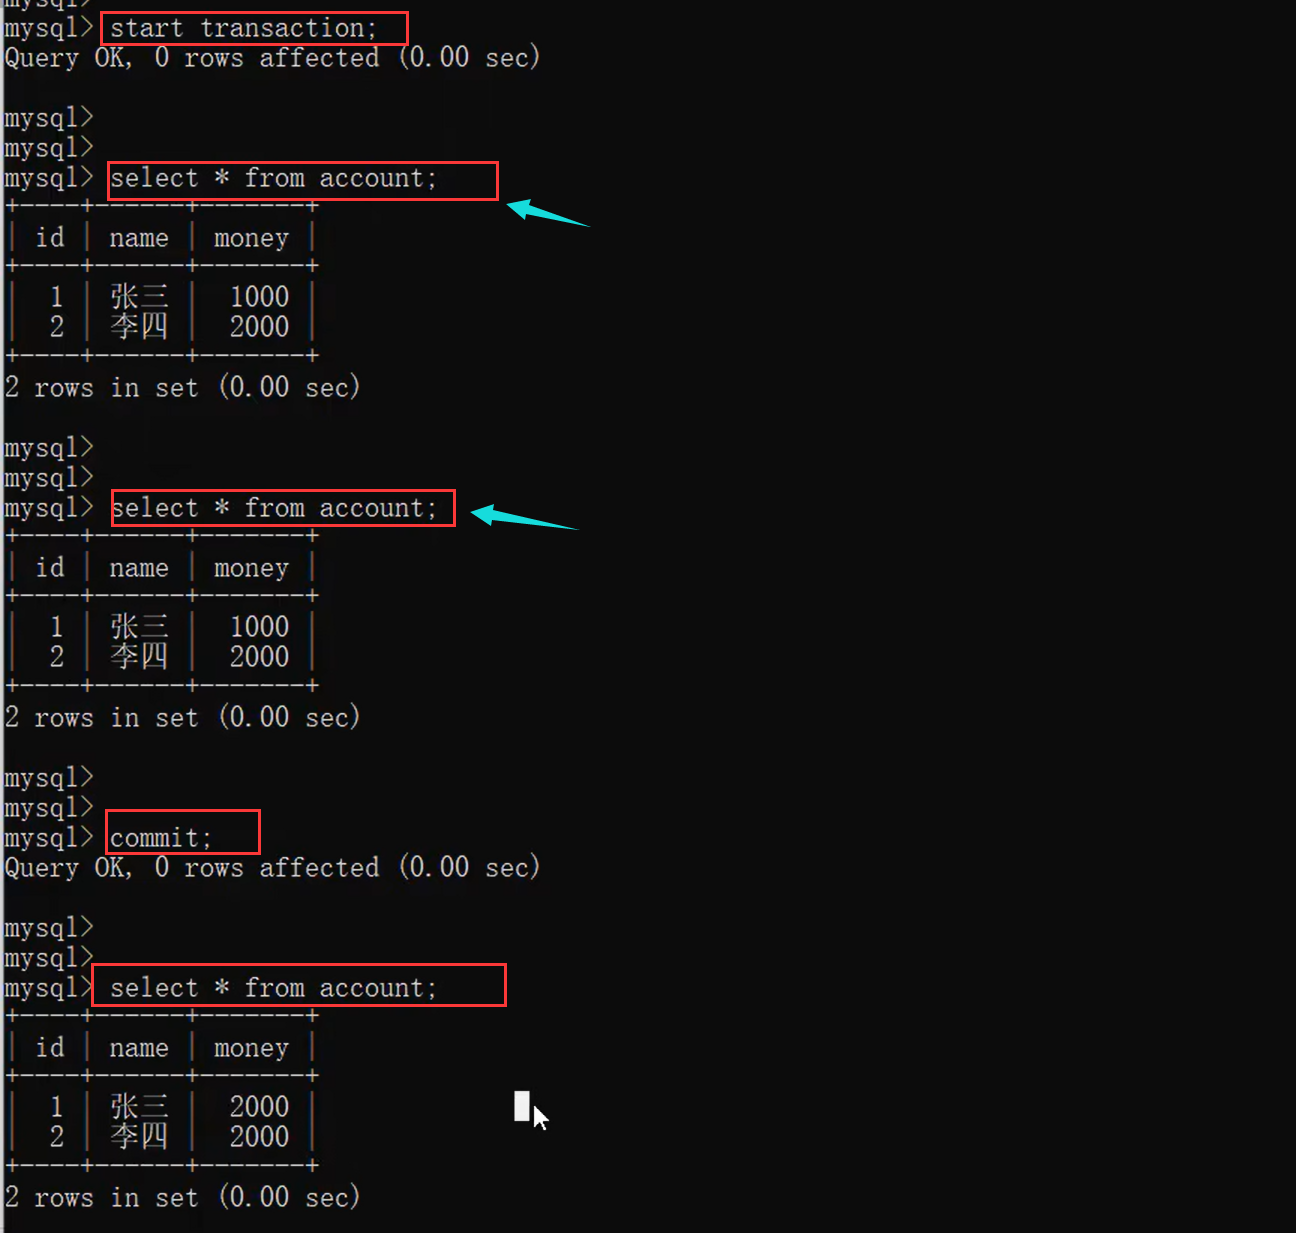 mysql>
mysql> start transaction;
Query OK, 0 rows affected (0.00 sec)
mysql>
mysql>
mysql> select * from account;
+----+------+-------+
| id | name | money |
+----+------+-------+
| 1 | 张三 | 1000 |
| 2 | 李四 | 2000 |
+----+------+-------+
2 rows in set (0.00 sec)
mysql>
mysql>
mysql> select * from account;
+----+------+-------+
| id | name | money |
+----+------+-------+
| 1 | 张三 | 1000 |
| 2 | 李四 | 2000 |
+----+------+-------+
2 rows in set (0.00 sec)
mysql>
mysql>
mysql> commit;
Query OK, 0 rows affected (0.00 sec)
mysql>
mysql>
mysql> select * from account;
+----+------+-------+
| id | name | money |
+----+------+-------+
| 1 | 张三 | 2000 |
| 2 | 李四 | 2000 |
+----+------+-------+
2 rows in set (0.00 sec)